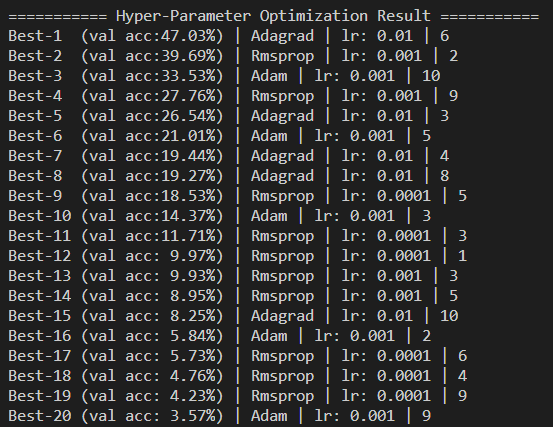 =========== Hyper-Parameter Optimization Result ===========
Best-1  (val acc:47.03%) | Adagrad | lr: 0.01 | 6
Best-2  (val acc:39.69%) | Rmsprop | lr: 0.001 | 2
Best-3  (val acc:33.53%) | Adam | lr: 0.001 | 10
Best-4  (val acc:27.76%) | Rmsprop | lr: 0.001 | 9
Best-5  (val acc:26.54%) | Adagrad | lr: 0.01 | 3
Best-6  (val acc:21.01%) | Adam | lr: 0.001 | 5
Best-7  (val acc:19.44%) | Adagrad | lr: 0.01 | 4
Best-8  (val acc:19.27%) | Adagrad | lr: 0.01 | 8
Best-9  (val acc:18.53%) | Rmsprop | lr: 0.0001 | 5
Best-10 (val acc:14.37%) | Adam | lr: 0.001 | 3
Best-11 (val acc:11.71%) | Rmsprop | lr: 0.0001 | 3
Best-12 (val acc: 9.97%) | Rmsprop | lr: 0.0001 | 1
Best-13 (val acc: 9.93%) | Rmsprop | lr: 0.001 | 3
Best-14 (val acc: 8.95%) | Rmsprop | lr: 0.001 | 5
Best-15 (val acc: 8.25%) | Adagrad | lr: 0.01 | 10
Best-16 (val acc: 5.84%) | Adam | lr: 0.001 | 2
Best-17 (val acc: 5.73%) | Rmsprop | lr: 0.0001 | 6
Best-18 (val acc: 4.76%) | Rmsprop | lr: 0.0001 | 4
Best-19 (val acc: 4.23%) | Rmsprop | lr: 0.0001 | 9
Best-20 (val acc: 3.57%) | Adam | lr: 0.001 | 9